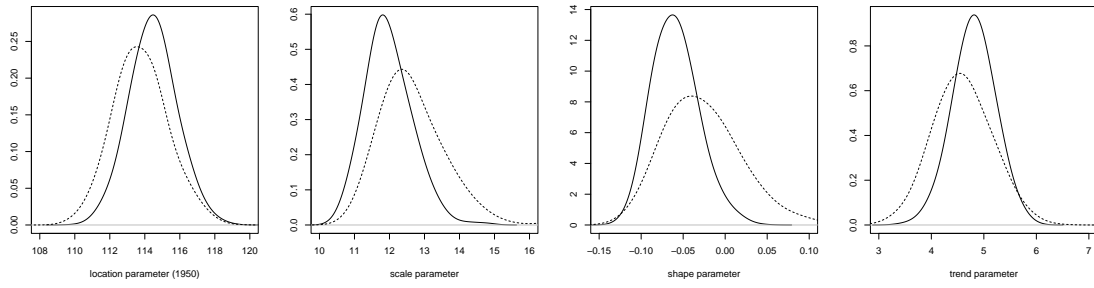 0.00 0.05 0.10 0.15 0.20 0.25
108 110 112 114 116 118 120
location parameter (1950)
0.0 0.1 0.2 0.3 0.4 0.5 0.6
10 11 12 13 14 15 16
scale parameter
0 2 4 6 8 10 12 14
−0.15 −0.10 −0.05 0.00 0.05 0.10
shape parameter
0.0 0.2 0.4 0.6 0.8
3 4 5 6 7
trend parameter